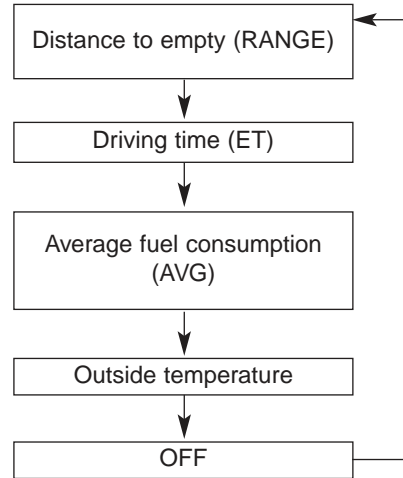 Distance to empty (RANGE)
Driving time (ET)
Average fuel consumption
(AVG)
Outside temperature
OFF